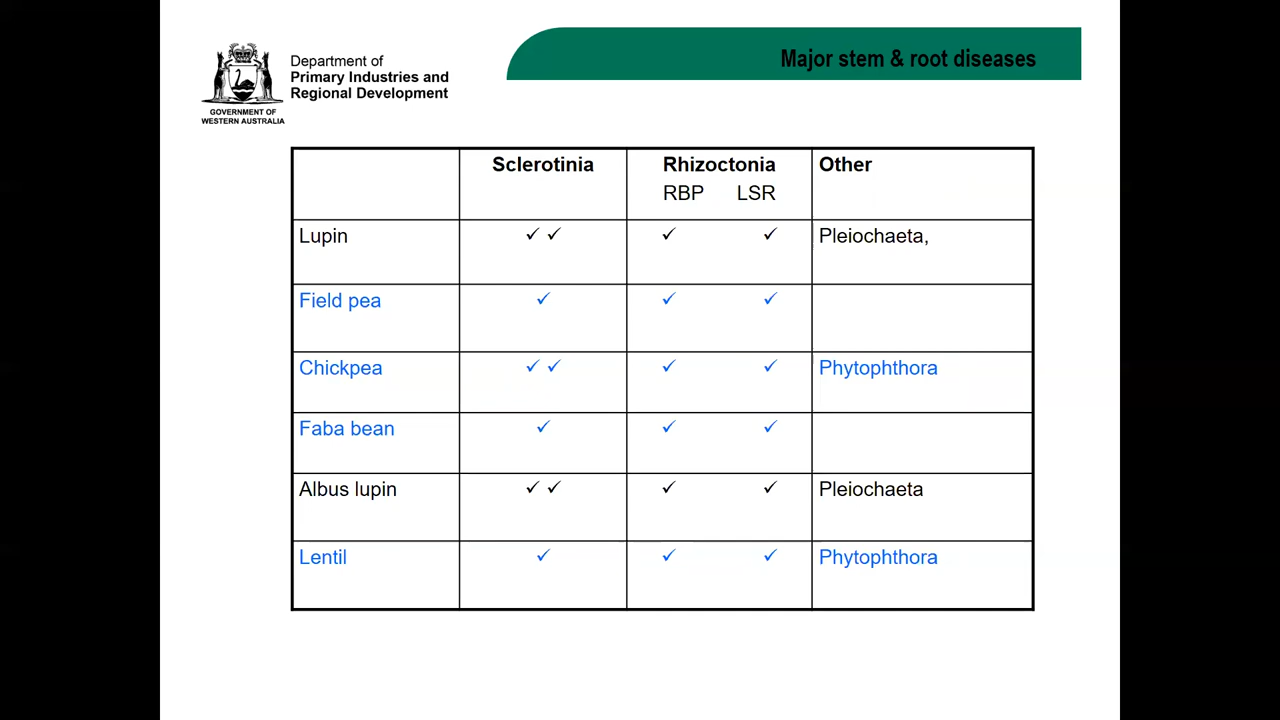 Department of
Primary Industries and
Regional Development
GOVERNMENT OF
WESTERN AUSTRALIA
Major stem & root diseases
Sclerotinia Rhizoctonia Other
RBP LSR
Lupin ✓✓ ✓ ✓ Pleiochaeta,
Field pea ✓ ✓ ✓
Chickpea ✓✓ ✓ ✓ Phytophthora
Faba bean ✓ ✓ ✓
Albus lupin ✓✓ ✓ ✓ Pleiochaeta
Lentil ✓ ✓ ✓ Phytophthora